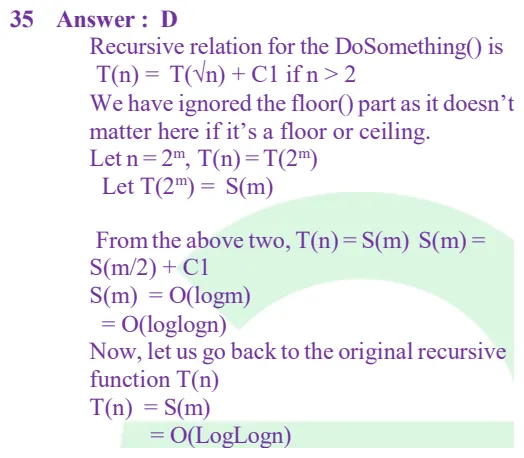 35 Answer : D
Recursive relation for the DoSomething() is
T(n) = T(√n) + C1 if n > 2
We have ignored the floor() part as it doesn't
matter here if it's a floor or ceiling.
Let n = 2ᵐ, T(n) = T(2ᵐ)
Let T(2ᵐ) = S(m)
From the above two, T(n) = S(m) S(m) =
S(m/2) + C1
S(m) = O(logm)
= O(loglogn)
Now, let us go back to the original recursive
function T(n)
T(n) = S(m)
= O(LogLogn)